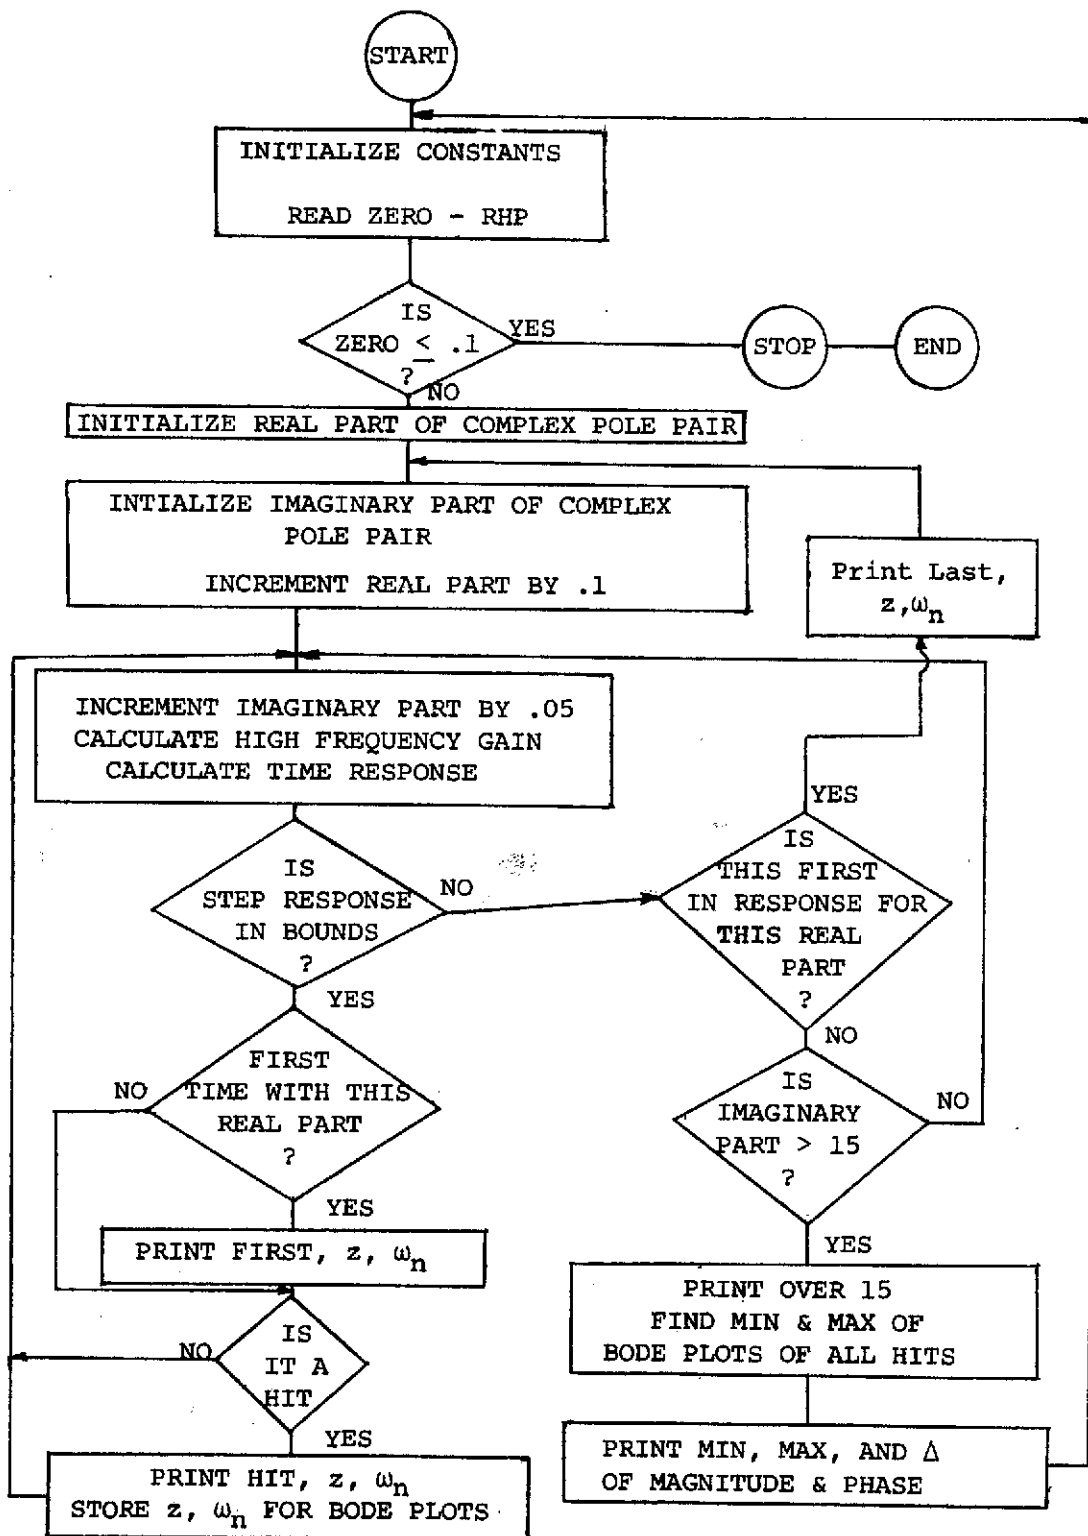 START
INITIALIZE CONSTANTS
READ ZERO - RHP
IS
ZERO ≤ .1
?
YES
STOP
END
NO
INITIALIZE REAL PART OF COMPLEX POLE PAIR
INTIALIZE IMAGINARY PART OF COMPLEX
POLE PAIR
INCREMENT REAL PART BY .1
Print Last,
z,ωn
INCREMENT IMAGINARY PART BY .05
CALCULATE HIGH FREQUENCY GAIN
CALCULATE TIME RESPONSE
IS
STEP RESPONSE
IN BOUNDS
?
NO
YES
YES
IS
THIS FIRST
IN RESPONSE FOR
THIS REAL
PART
?
NO
FIRST
TIME WITH THIS
REAL PART
?
NO
YES
IS
IMAGINARY
PART > 15
?
NO
YES
PRINT FIRST, z, ωn
IS
IT A
HIT
NO
YES
PRINT HIT, z, ωn
STORE z, ωn FOR BODE PLOTS
PRINT OVER 15
FIND MIN & MAX OF
BODE PLOTS OF ALL HITS
PRINT MIN, MAX, AND Δ
OF MAGNITUDE & PHASE